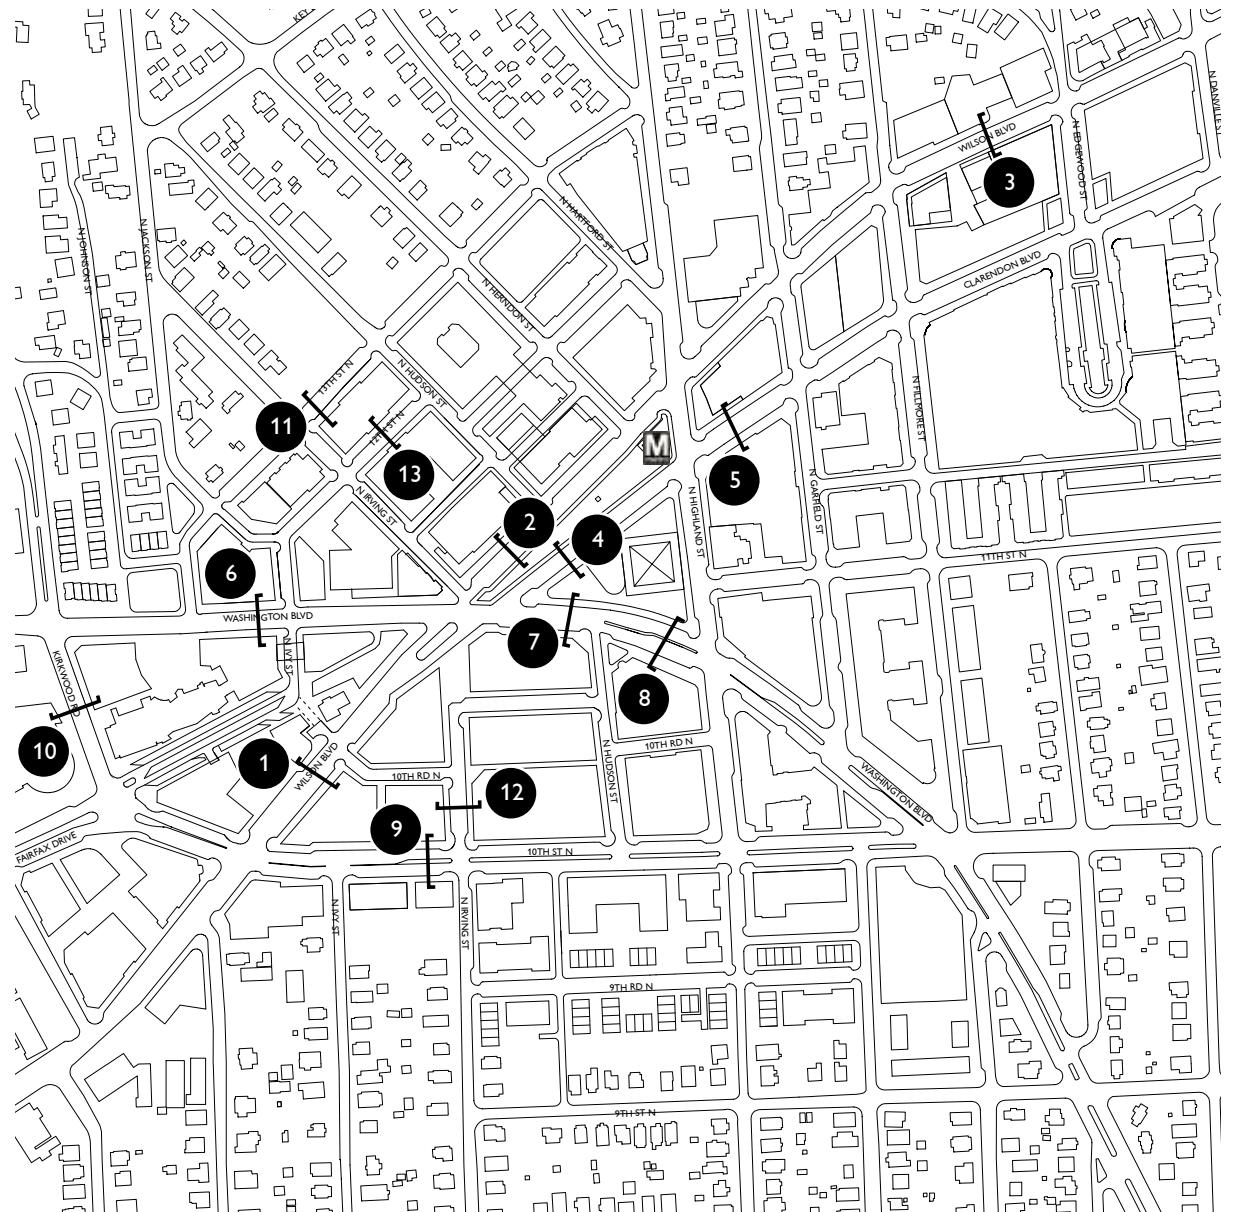 KEY
N DANVILLE ST
WILSON BLVD
N EDGEWOOD ST
3
N HARTFORD ST
N JACKSON ST
N JOHNSON ST
CLARENDON BLVD
N HERNDON ST
13TH ST N
N HUDSON ST
N FILLMORE ST
11
12TH ST N
M
13
5
N IRVING ST
N HIGHLAND ST
N GARFIELD ST
2
4
11TH ST N
6
WASHINGTON BLVD
7
N IVY ST
KIRKWOOD RD
8
10
1
WILSON BLVD
10TH RD N
10TH RD N
N HUDSON ST
12
WASHINGTON BLVD
9
FAIRFAX DRIVE
10TH ST N
N IVY ST
N IRVING ST
9TH RD N
9TH ST N